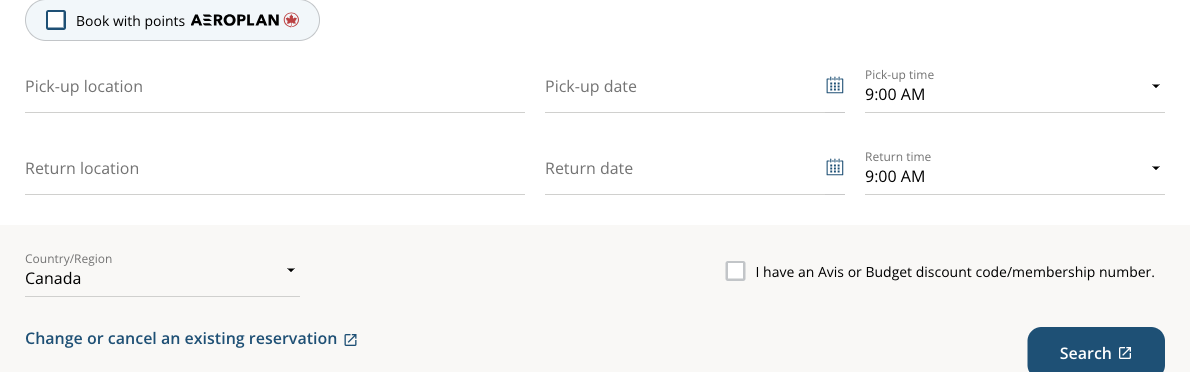 Book with points AEROPLAN
Pick-up location
Pick-up date
Pick-up time
9:00 AM
Return location
Return date
Return time
9:00 AM
Country/Region
Canada
I have an Avis or Budget discount code/membership number.
Change or cancel an existing reservation
Search